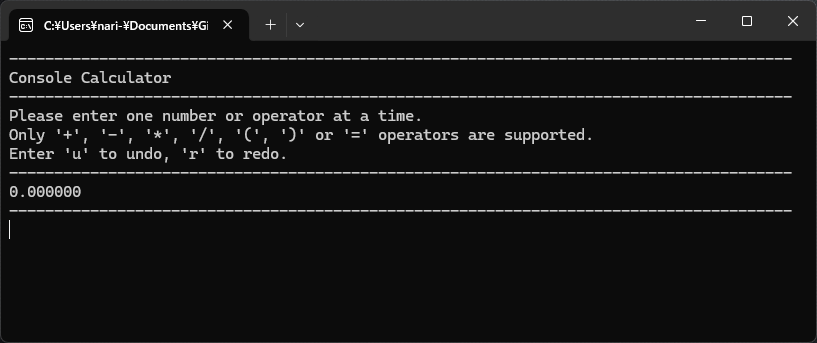 C:¥Users¥nari-¥Documents¥Gi
--------------------------------------------------------------------------------------
Console Calculator
--------------------------------------------------------------------------------------
Please enter one number or operator at a time.
Only '+', '-', '*', '/', '(', ')' or '=' operators are supported.
Enter 'u' to undo, 'r' to redo.
--------------------------------------------------------------------------------------
0.000000
--------------------------------------------------------------------------------------